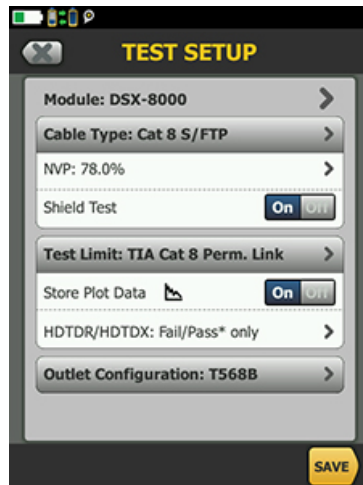 TEST SETUP
Module: DSX-8000
Cable Type: Cat 8 S/FTP
NVP: 78.0%
Shield Test On Off
Test Limit: TIA Cat 8 Perm. Link
Store Plot Data On Off
HDTDR/HDTDX: Fail/Pass* only
Outlet Configuration: T568B
SAVE